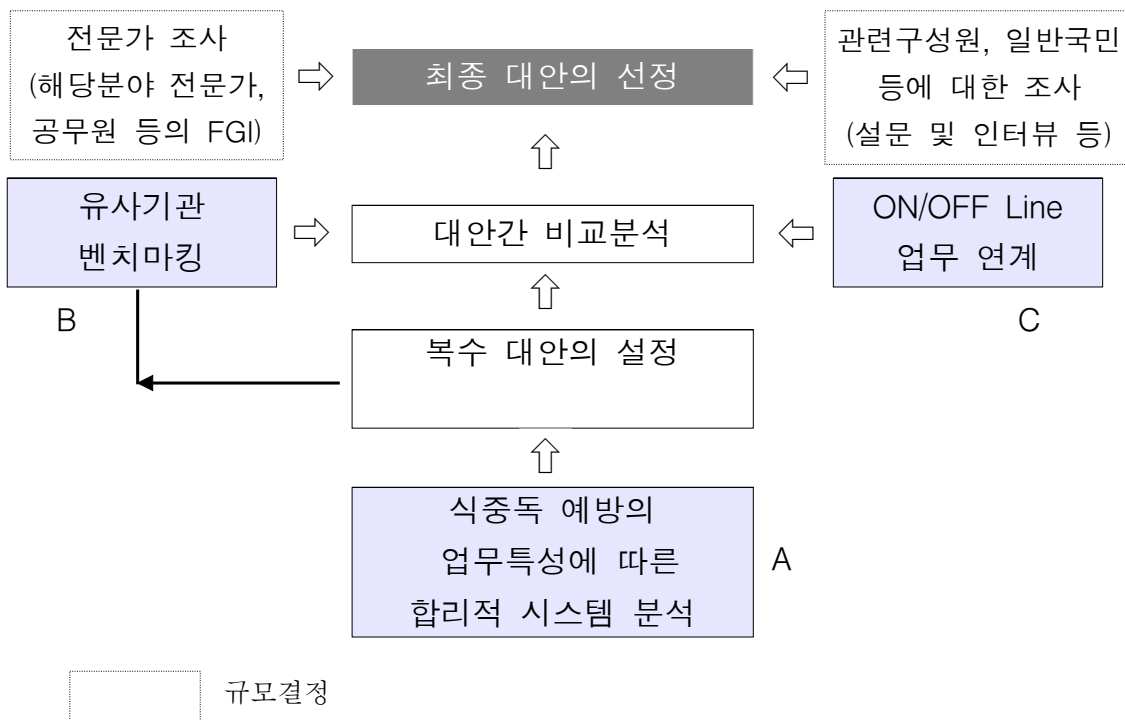 전문가 조사
(해당분야 전문가,
공무원 등의 FGI)
최종 대안의 선정
관련구성원, 일반국민
등에 대한 조사
(설문 및 인터뷰 등)
유사기관
벤치마킹
대안간 비교분석
ON/OFF Line
업무 연계
B
C
복수 대안의 설정
식중독 예방의
업무특성에 따른
합리적 시스템 분석
A
규모결정